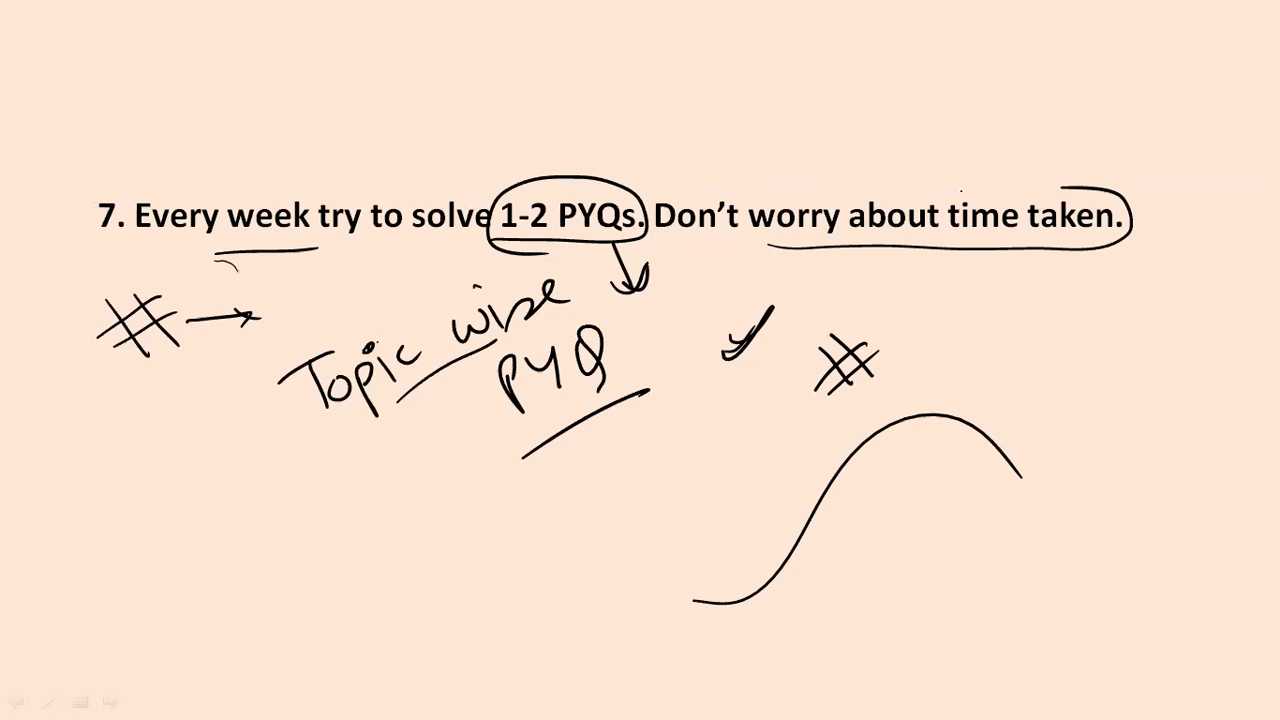 7. Every week try to solve 1-2 PYQs. Don't worry about time taken.
# →
Topic wise
PYQ
#